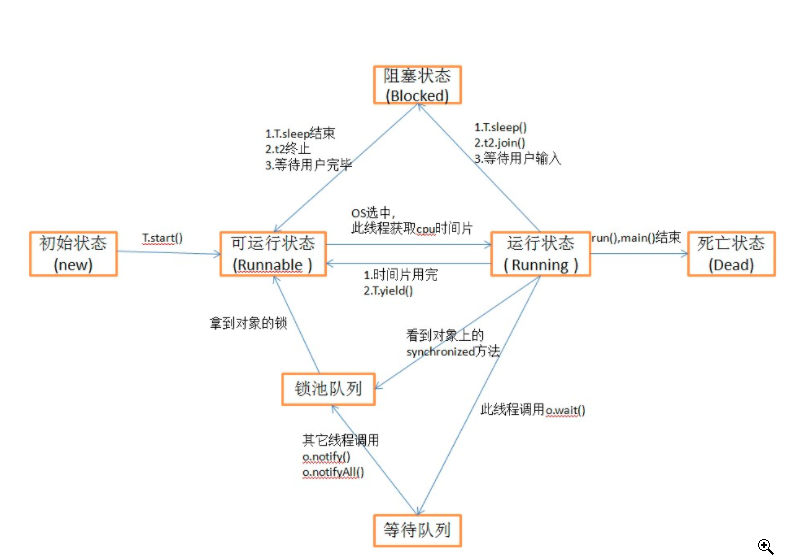 阻塞状态
(Blocked)
1.T.sleep结束
2.t2终止
3.等待用户完毕
1.T.sleep()
2.t2.join()
3.等待用户输入
初始状态
(new)
T.start()
可运行状态
(Runnable )
OS选中,
此线程获取cpu时间片
1.时间片用完
2.T.yield()
运行状态
( Running )
run(),main()结束
死亡状态
(Dead)
拿到对象的锁
看到对象上的
synchronized方法
锁池队列
此线程调用o.wait()
其它线程调用
o.notify()
o.notifyAll()
等待队列